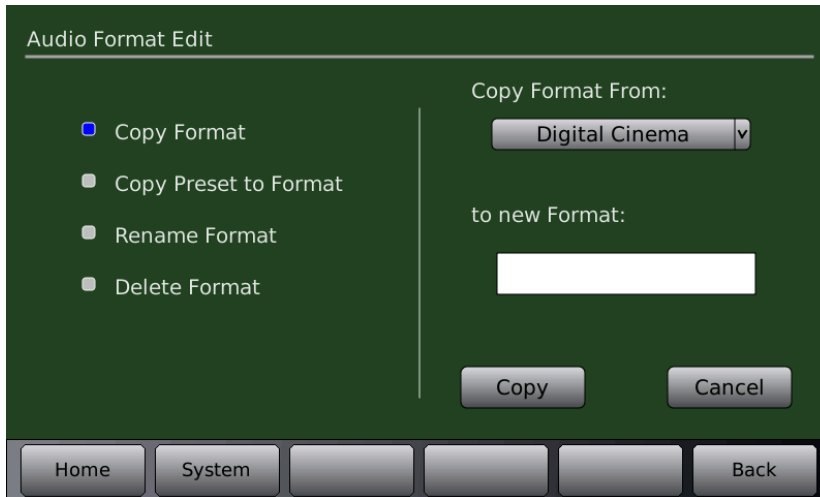 Audio Format Edit
Copy Format
Copy Preset to Format
Rename Format
Delete Format
Copy Format From:
Digital Cinema
to new Format:
Copy
Cancel
Home
System
Back